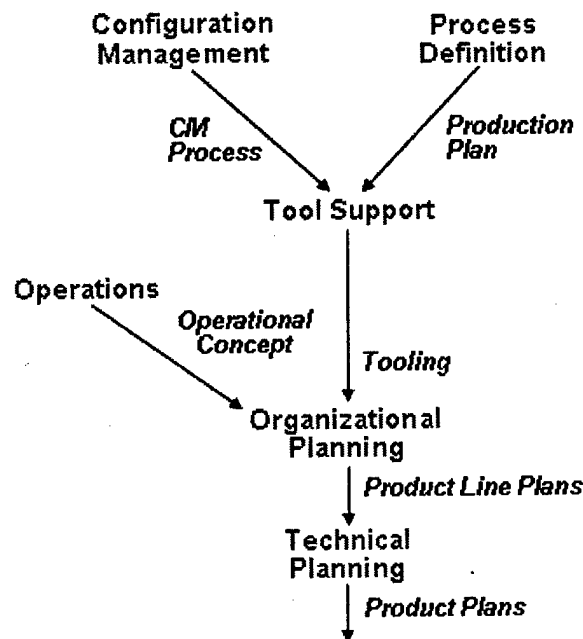 Configuration
Management
Process
Definition
CM
Process
Production
Plan
Tool Support
Operations
Operational
Concept
Tooling
Organizational
Planning
Product Line Plans
Technical
Planning
Product Plans